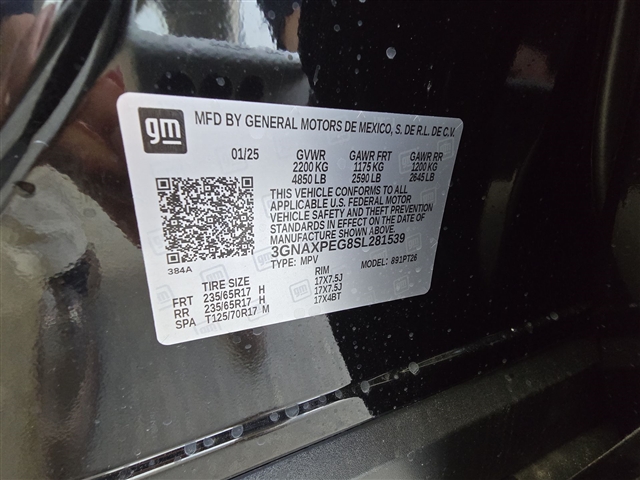 gm
MFD BY GENERAL MOTORS DE MEXICO, S. DE R.L. DE C.V.
01/25 GVWR GAWR FRT GAWR RR
2200 KG 1175 KG 1200 KG
4850 LB 2590 LB 2645 LB
THIS VEHICLE CONFORMS TO ALL
APPLICABLE U.S. FEDERAL MOTOR
VEHICLE SAFETY AND THEFT PREVENTION
STANDARDS IN EFFECT ON THE DATE OF
MANUFACTURE SHOWN ABOVE.
3GNAXPEG8SL281539
384A TYPE: MPV MODEL: 891PT26
TIRE SIZE RIM
FRT 235/65R17 H 17X7.5J
RR 235/65R17 H 17X7.5J
SPA T125/70R17 M 17X4BT